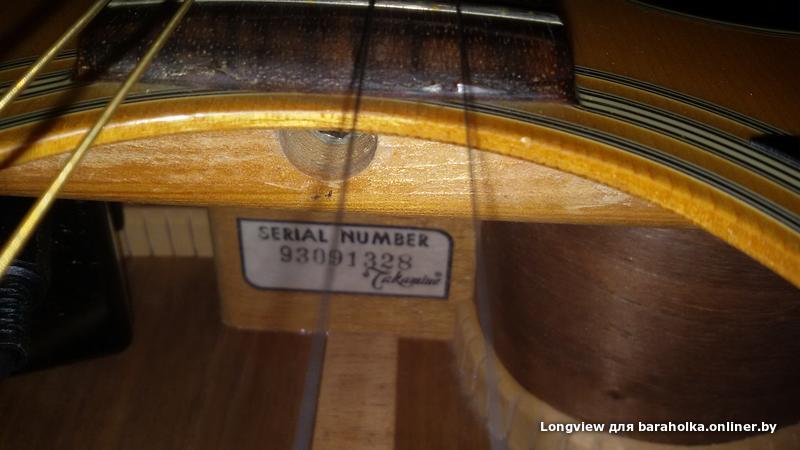 SERIAL NUMBER
93091328
Takamine
Longview для baraholka.onliner.by